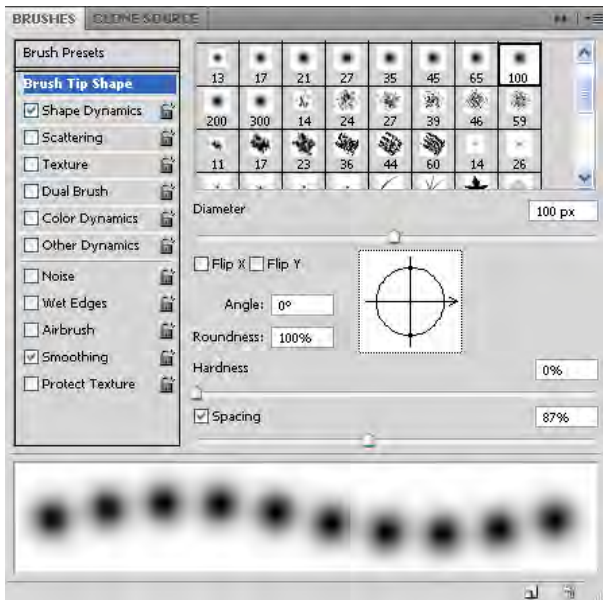 BRUSHES CLONE SOURCE
Brush Presets
Brush Tip Shape
Shape Dynamics
Scattering
Texture
Dual Brush
Color Dynamics
Other Dynamics
Noise
Wet Edges
Airbrush
Smoothing
Protect Texture
13 17 21 27 35 45 65 100
200 300 14 24 27 39 46 59
11 17 23 36 44 60 14 26
Diameter 100 px
Flip X Flip Y
Angle: 0°
Roundness: 100%
Hardness 0%
Spacing 87%